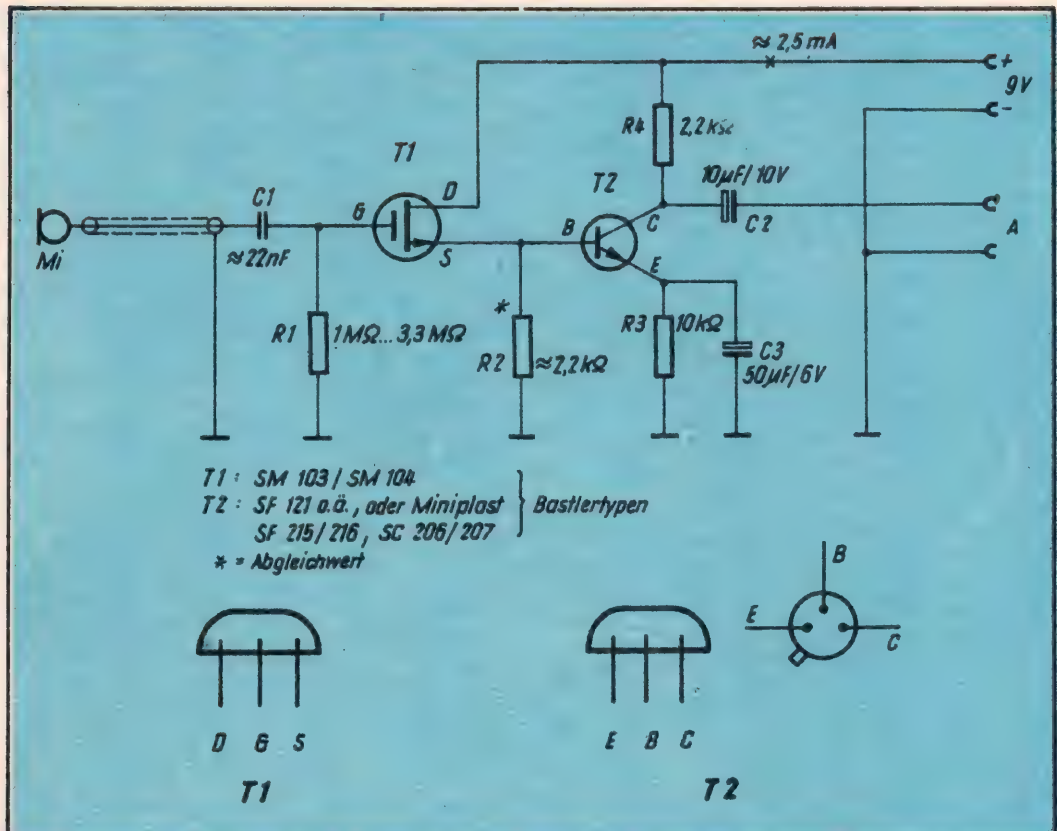 ≈ 2,5 mA
+
9V
-
R4
2,2 kΩ
T1
D
10µF/10V
T2
C1
G
C
C2
A
B
Mi
≈22nF
S
E
*
R1
1 MΩ... 3,3 MΩ
R2
≈2,2kΩ
R3
10kΩ
C3
50µF/6V
T1 : SM 103 / SM 104
T2 : SF 121 o.ä., oder Miniplast
SF 215/216, SC 206/207
Bastlertypen
* = Abgleichwert
B
E
C
D G S
E B C
T1
T2